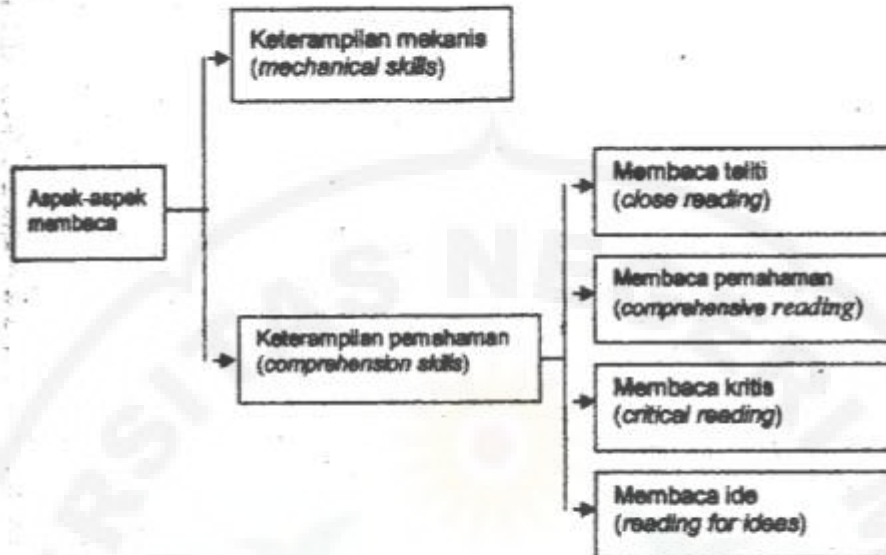 Keterampilan mekanis
(mechanical skills)
Aspek-aspek
membaca
Membaca teliti
(close reading)
Membaca pemahaman
(comprehensive reading)
Keterampilan pemahaman
(comprehension skills)
Membaca kritis
(critical reading)
Membaca ide
(reading for ideas)